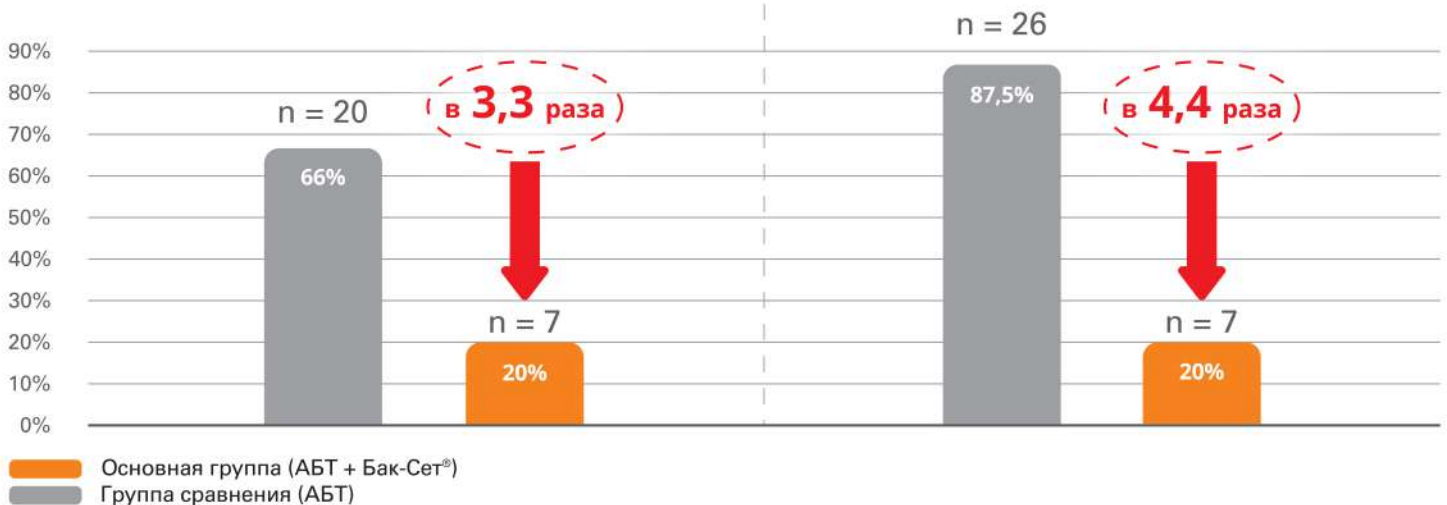 n = 26
90%
80%
70%
60%
50%
40%
30%
20%
10%
0%
n = 20
66%
в 3,3 раза
n = 7
20%
87,5%
в 4,4 раза
n = 7
20%
Основная группа (АБТ + Бак-Сет®)
Группа сравнения (АБТ)